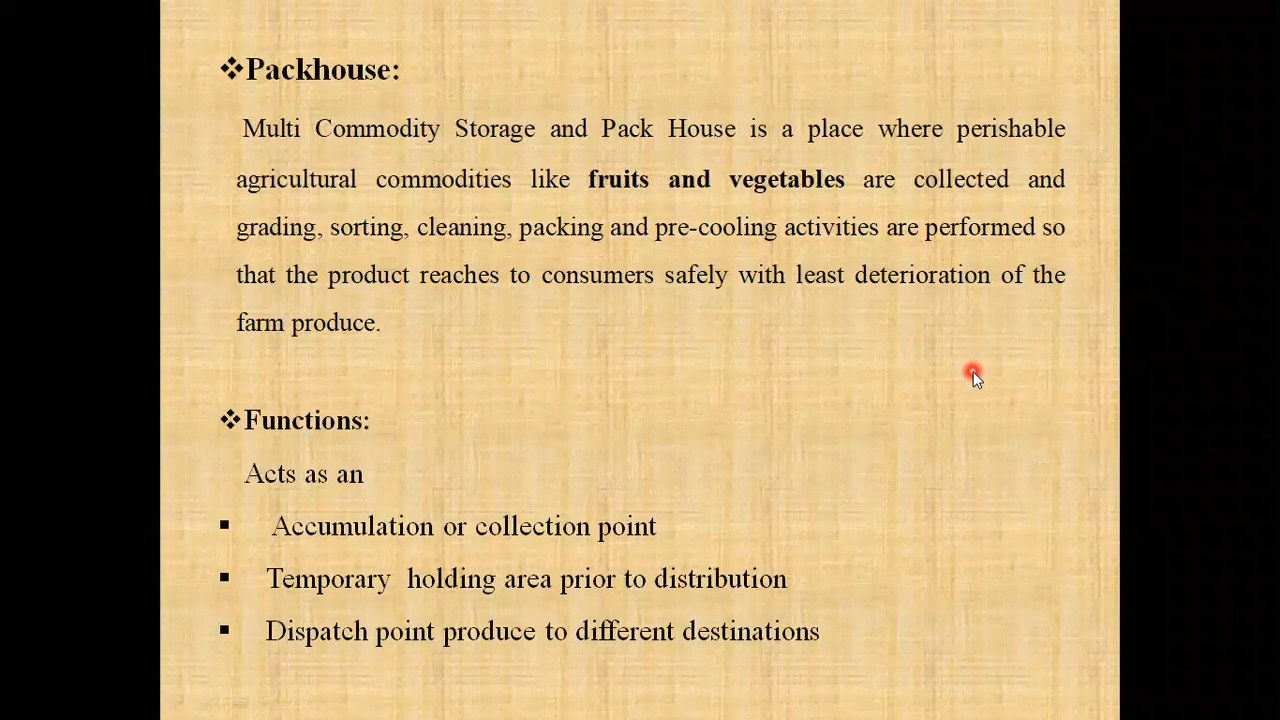 ❖Packhouse:
Multi Commodity Storage and Pack House is a place where perishable
agricultural commodities like fruits and vegetables are collected and
grading, sorting, cleaning, packing and pre-cooling activities are performed so
that the product reaches to consumers safely with least deterioration of the
farm produce.
❖Functions:
Acts as an
▪ Accumulation or collection point
▪ Temporary holding area prior to distribution
▪ Dispatch point produce to different destinations